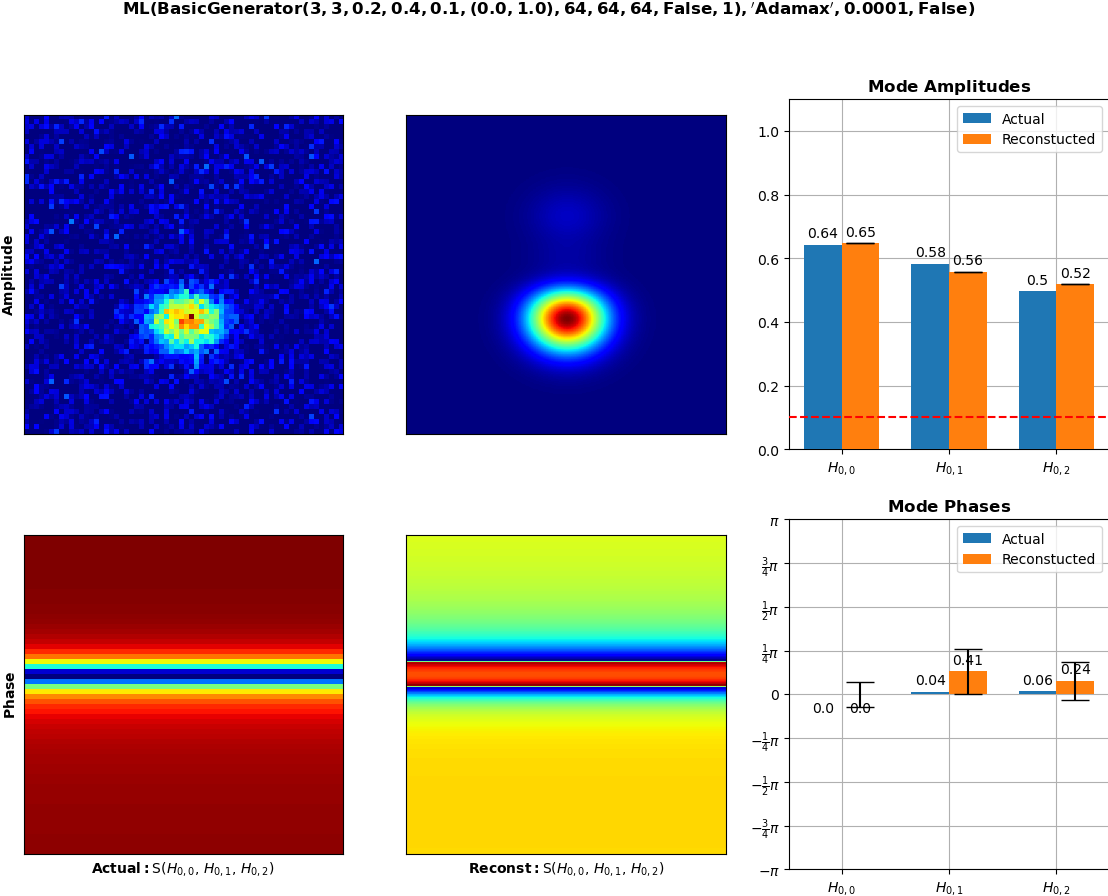 ML(BasicGenerator(3, 3, 0.2, 0.4, 0.1, (0.0, 1.0), 64, 64, 64, False, 1), ′Adamax′, 0.0001, False)
Amplitude
Mode Amplitudes
Actual
Reconstucted
1.0
0.8
0.6
0.4
0.2
0.0
0.64
0.65
0.58
0.56
0.5
0.52
H0,0
H0,1
H0,2
Phase
Actual: S(H0,0, H0,1, H0,2)
Reconst: S(H0,0, H0,1, H0,2)
Mode Phases
Actual
Reconstucted
π
3/4π
1/2π
1/4π
0
−1/4π
−1/2π
−3/4π
−π
0.0
0.0
0.04
0.41
0.06
0.24
H0,0
H0,1
H0,2